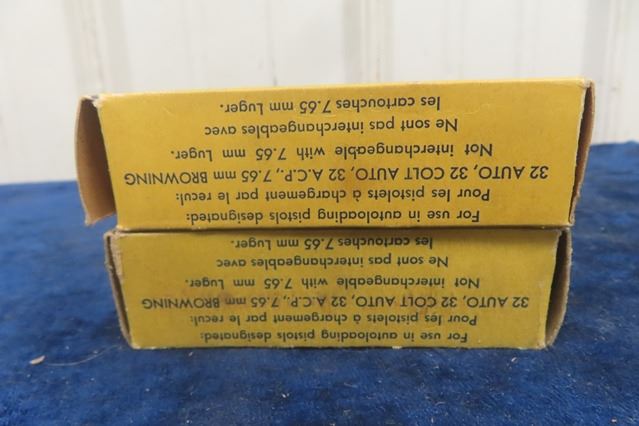 For use in autoloading pistols designated:
Pour les pistolets à chargement par le recul:
32 AUTO, 32 COLT AUTO, 32 A.C.P., 7.65 mm BROWNING
Not interchangeable with 7.65 mm Luger.
Ne sont pas interchangeables avec
les cartouches 7.65 mm Luger.
For use in autoloading pistols designated:
Pour les pistolets à chargement par le recul:
32 AUTO, 32 COLT AUTO, 32 A.C.P., 7.65 mm BROWNING
Not interchangeable with 7.65 mm Luger.
Ne sont pas interchangeables avec
les cartouches 7.65 mm Luger.